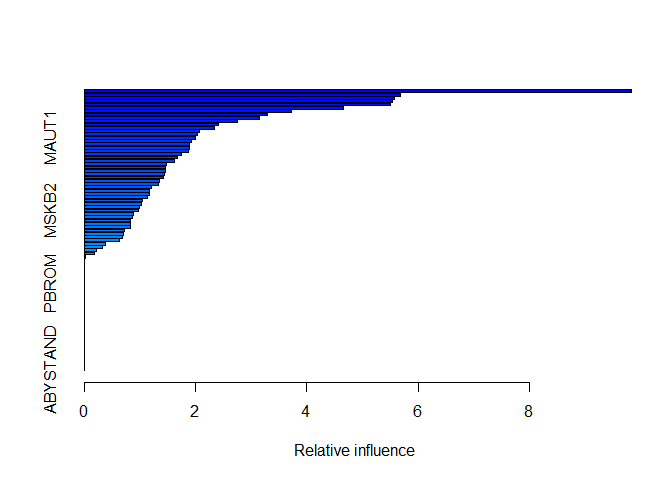 MAUT1
MSKB2
PBROM
ABYSTAND
0 2 4 6 8
Relative influence